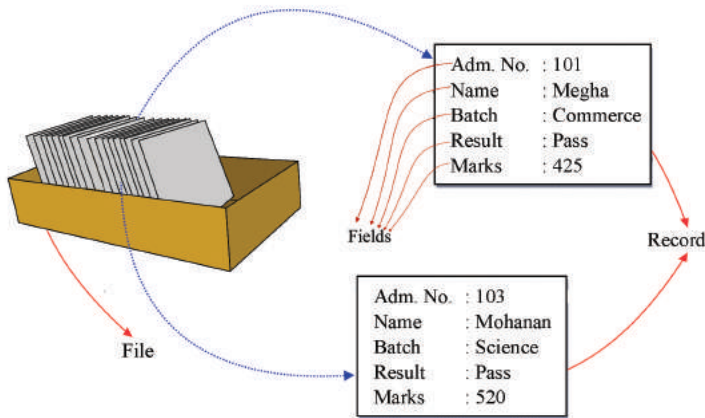 Adm. No. : 101
Name : Megha
Batch : Commerce
Result : Pass
Marks : 425
Fields
Record
File
Adm. No. : 103
Name : Mohanan
Batch : Science
Result : Pass
Marks : 520